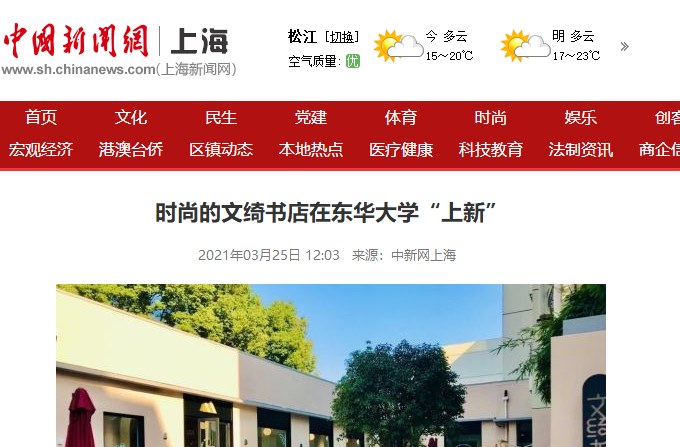 中國新聞網 上海
www.sh.chinanews.com(上海新闻网)
松江 [切换] 今 多云 明 多云 »
空气质量: 优 15～20℃ 17～23℃
首页 文化 民生 党建 体育 时尚 娱乐 创客
宏观经济 港澳台侨 区镇动态 本地热点 医疗健康 科技教育 法制资讯 商企信
时尚的文绮书店在东华大学“上新”
2021年03月25日 12:03 来源：中新网上海